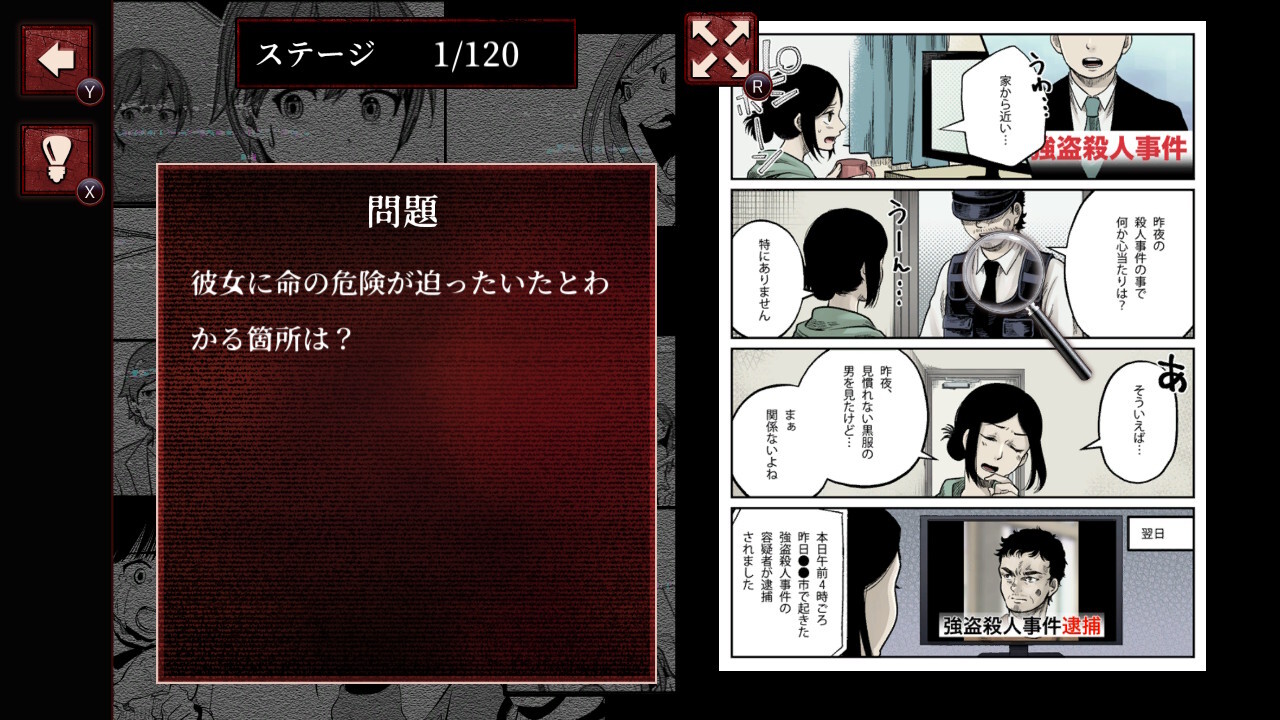 Y
X
ステージ 1/120
問題
彼女に命の危険が迫ったいたとわ
かる箇所は？
R
うわ…
家から近い…
ピンポーン
強盗殺人事件
昨夜の
殺人事件の事で
何か心当たりは？
うーん…
特にありません
あ
そういえば…
昨夜、
見慣れない黒服の
男を見たけど…
まぁ
関係ないよね
翌日
強盗殺人事件逮捕
本日午前4時ごろ
昨日●●市で起きた
強盗殺人事件の
容疑者が逮捕
されました